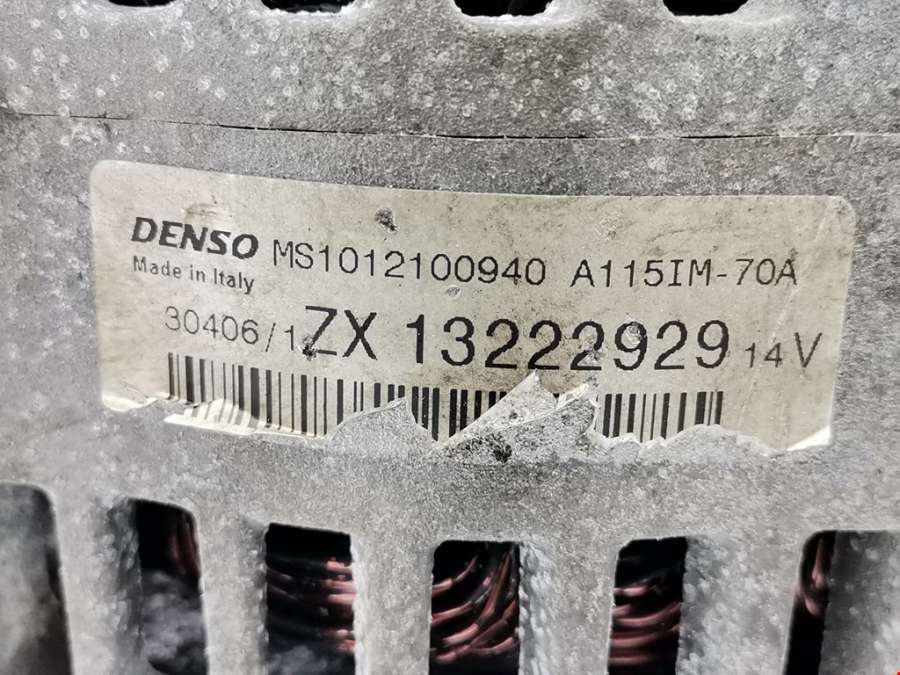 DENSO MS1012100940 A115IM-70A
Made in Italy
30406/1 ZX 13222929 14V